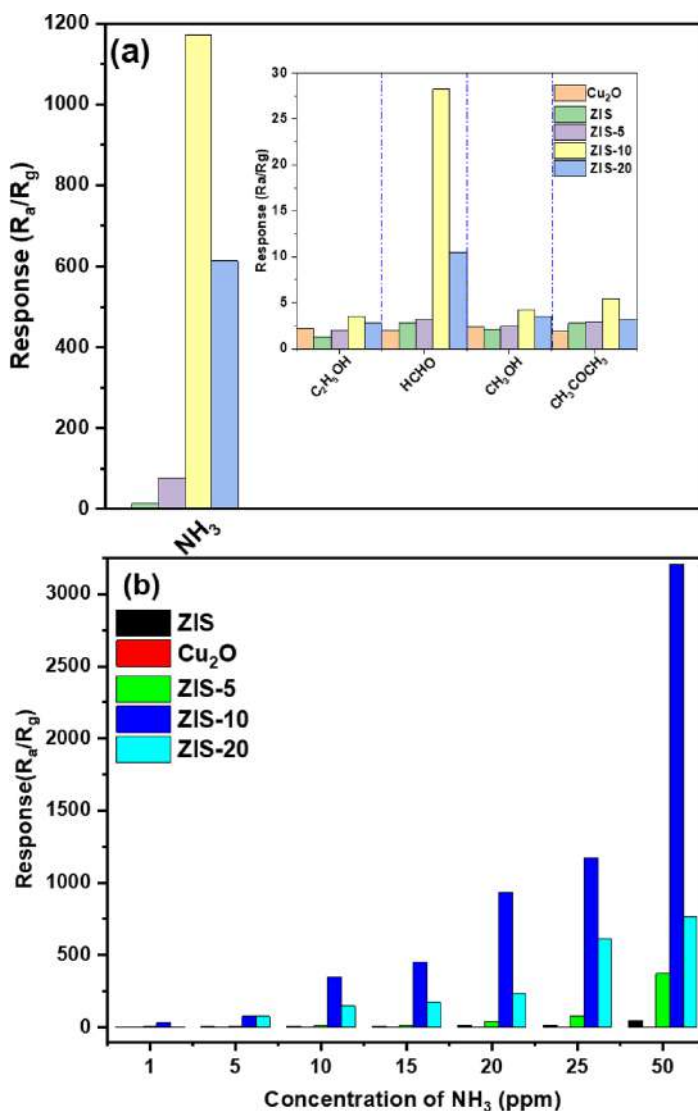 (a)
Response (Rₐ/R_g)
1200
1000
800
600
400
200
0
NH₃
Response (Ra/Rg)
30
25
20
15
10
5
0
Cu₂O
ZIS
ZIS-5
ZIS-10
ZIS-20
C₂H₅OH
HCHO
CH₃OH
CH₃COCH₃
(b)
ZIS
Cu₂O
ZIS-5
ZIS-10
ZIS-20
Response(Rₐ/R_g)
3000
2500
2000
1500
1000
500
0
1 5 10 15 20 25 50
Concentration of NH₃ (ppm)